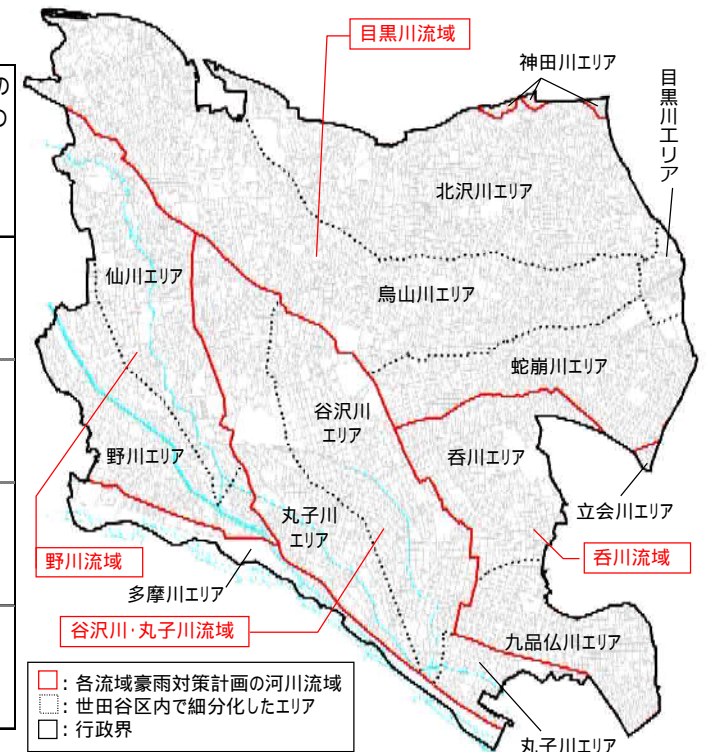 の
の
目黒川流域
神田川エリア
目黒川エリア
北沢川エリア
仙川エリア
烏山川エリア
蛇崩川エリア
谷沢川
エリア
呑川エリア
野川エリア
丸子川
エリア
立会川エリア
野川流域
呑川流域
多摩川エリア
谷沢川・丸子川流域
九品仏川エリア
丸子川エリア
：各流域豪雨対策計画の河川流域
：世田谷区内で細分化したエリア
：行政界